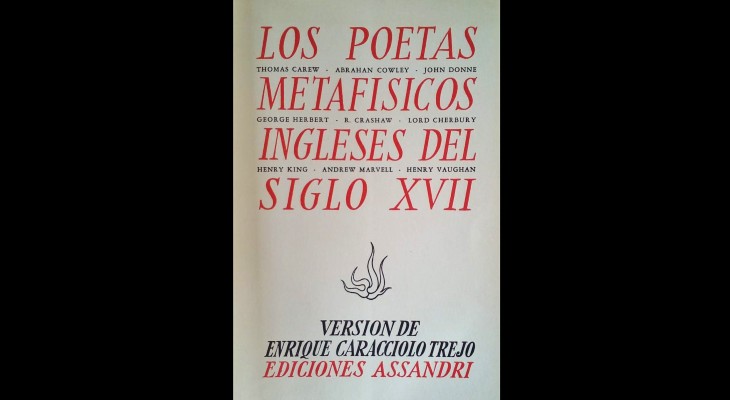 LOS POETAS
THOMAS CAREW - ABRAHAN COWLEY - JOHN DONNE
METAFISICOS
GEORGE HERBERT - R. CRASHAW - LORD CHERBURY
INGLESES DEL
HENRY KING - ANDREW MARVELL - HENRY VAUGHAN
SIGLO XVII
VERSION DE
ENRIQUE CARACCIOLO TREJO
EDICIONES ASSANDRI